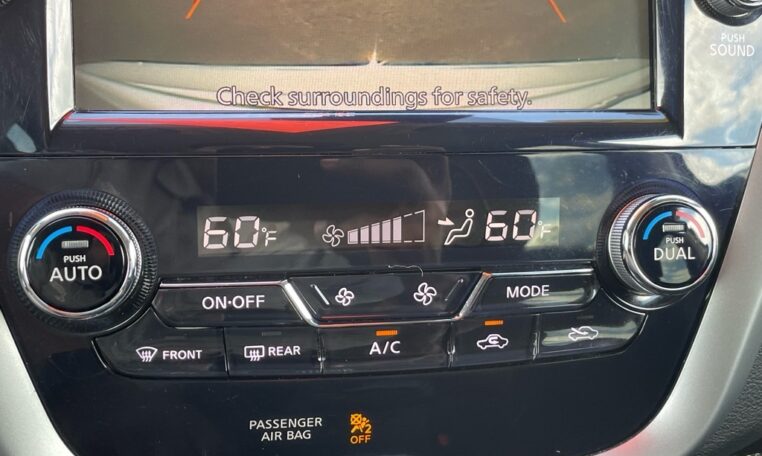 PUSH
SOUND
Check surroundings for safety.
60°F
60°F
PUSH
AUTO
PUSH
DUAL
ON·OFF
MODE
FRONT
REAR
A/C
PASSENGER
AIR BAG
2
OFF